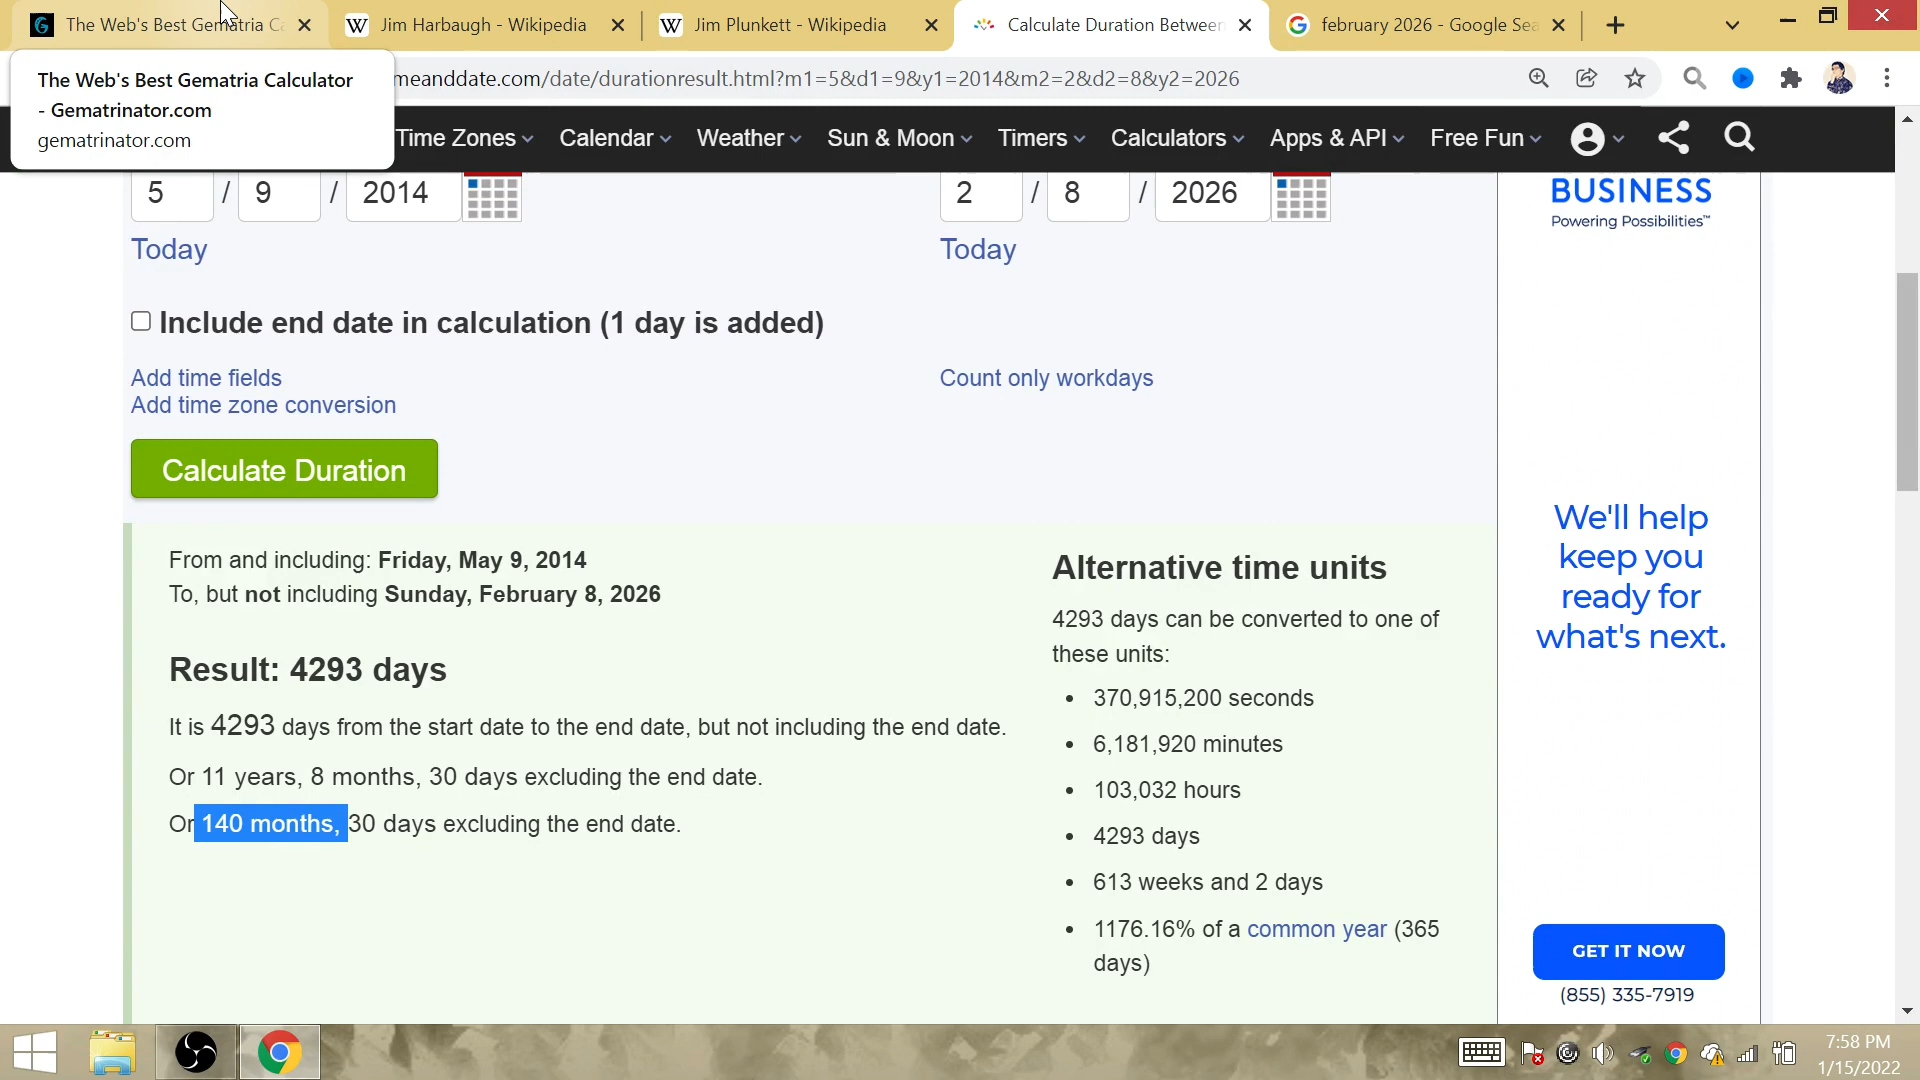 The Web's Best Gematria Ca
Jim Harbaugh - Wikipedia
Jim Plunkett - Wikipedia
Calculate Duration Between
february 2026 - Google Sea
The Web's Best Gematria Calculator
- Gematrinator.com
gematrinator.com
meanddate.com/date/durationresult.html?m1=5&d1=9&y1=2014&m2=2&d2=8&y2=2026
Time Zones
Calendar
Weather
Sun & Moon
Timers
Calculators
Apps & API
Free Fun
5 / 9 / 2014
2 / 8 / 2026
Today
Today
Include end date in calculation (1 day is added)
Add time fields
Add time zone conversion
Count only workdays
Calculate Duration
From and including: Friday, May 9, 2014
To, but not including Sunday, February 8, 2026
Result: 4293 days
It is 4293 days from the start date to the end date, but not including the end date.
Or 11 years, 8 months, 30 days excluding the end date.
Or 140 months, 30 days excluding the end date.
Alternative time units
4293 days can be converted to one of
these units:
• 370,915,200 seconds
• 6,181,920 minutes
• 103,032 hours
• 4293 days
• 613 weeks and 2 days
• 1176.16% of a common year (365
days)
BUSINESS
Powering Possibilities™
We'll help
keep you
ready for
what's next.
GET IT NOW
(855) 335-7919
7:58 PM
1/15/2022